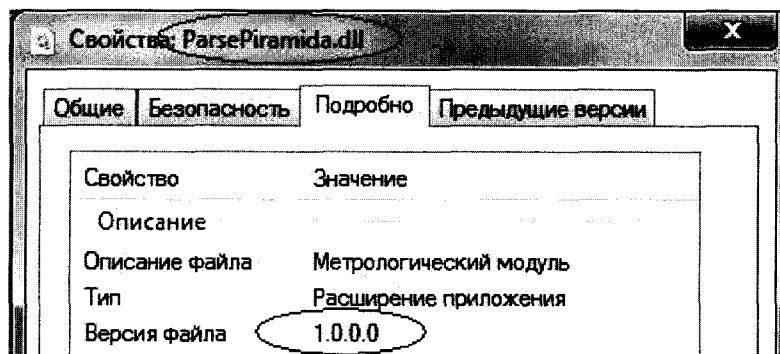 Свойства: ParsePiramida.dll
Общие Безопасность Подробно Предыдущие версии
Свойство Значение
Описание
Описание файла Метрологический модуль
Тип Расширение приложения
Версия файла 1.0.0.0